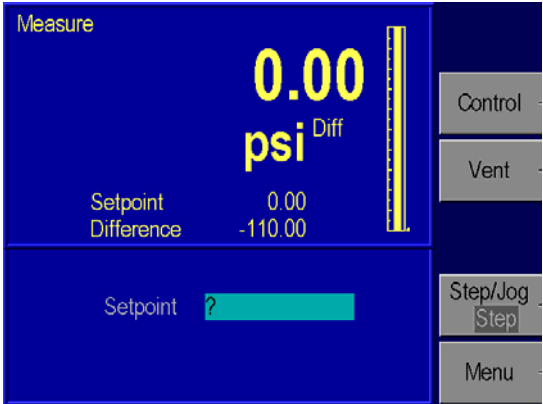 Measure
0.00
psi Diff
Setpoint 0.00
Difference -110.00
Setpoint ?
Control
Vent
Step/Jog
Step
Menu